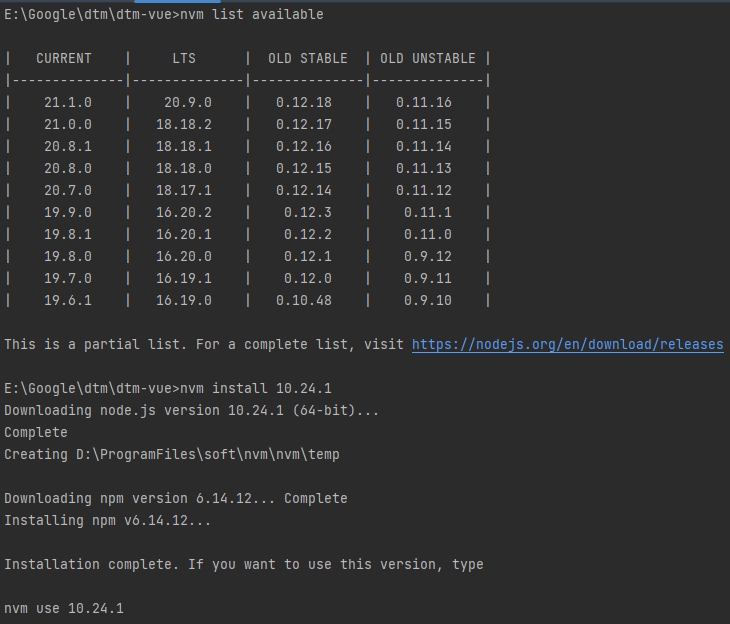 E:\Google\dtm\dtm-vue>nvm list available
|   CURRENT    |     LTS      |  OLD STABLE  | OLD UNSTABLE |
|--------------|--------------|--------------|--------------|
|    21.1.0    |    20.9.0    |   0.12.18    |   0.11.16    |
|    21.0.0    |   18.18.2    |   0.12.17    |   0.11.15    |
|    20.8.1    |   18.18.1    |   0.12.16    |   0.11.14    |
|    20.8.0    |   18.18.0    |   0.12.15    |   0.11.13    |
|    20.7.0    |   18.17.1    |   0.12.14    |   0.11.12    |
|    19.9.0    |   16.20.2    |    0.12.3    |    0.11.1    |
|    19.8.1    |   16.20.1    |    0.12.2    |    0.11.0    |
|    19.8.0    |   16.20.0    |    0.12.1    |    0.9.12    |
|    19.7.0    |   16.19.1    |    0.12.0    |    0.9.11    |
|    19.6.1    |   16.19.0    |   0.10.48    |    0.9.10    |
This is a partial list. For a complete list, visit https://nodejs.org/en/download/releases
E:\Google\dtm\dtm-vue>nvm install 10.24.1
Downloading node.js version 10.24.1 (64-bit)...
Complete
Creating D:\ProgramFiles\soft\nvm\nvm\temp
Downloading npm version 6.14.12... Complete
Installing npm v6.14.12...
Installation complete. If you want to use this version, type
nvm use 10.24.1